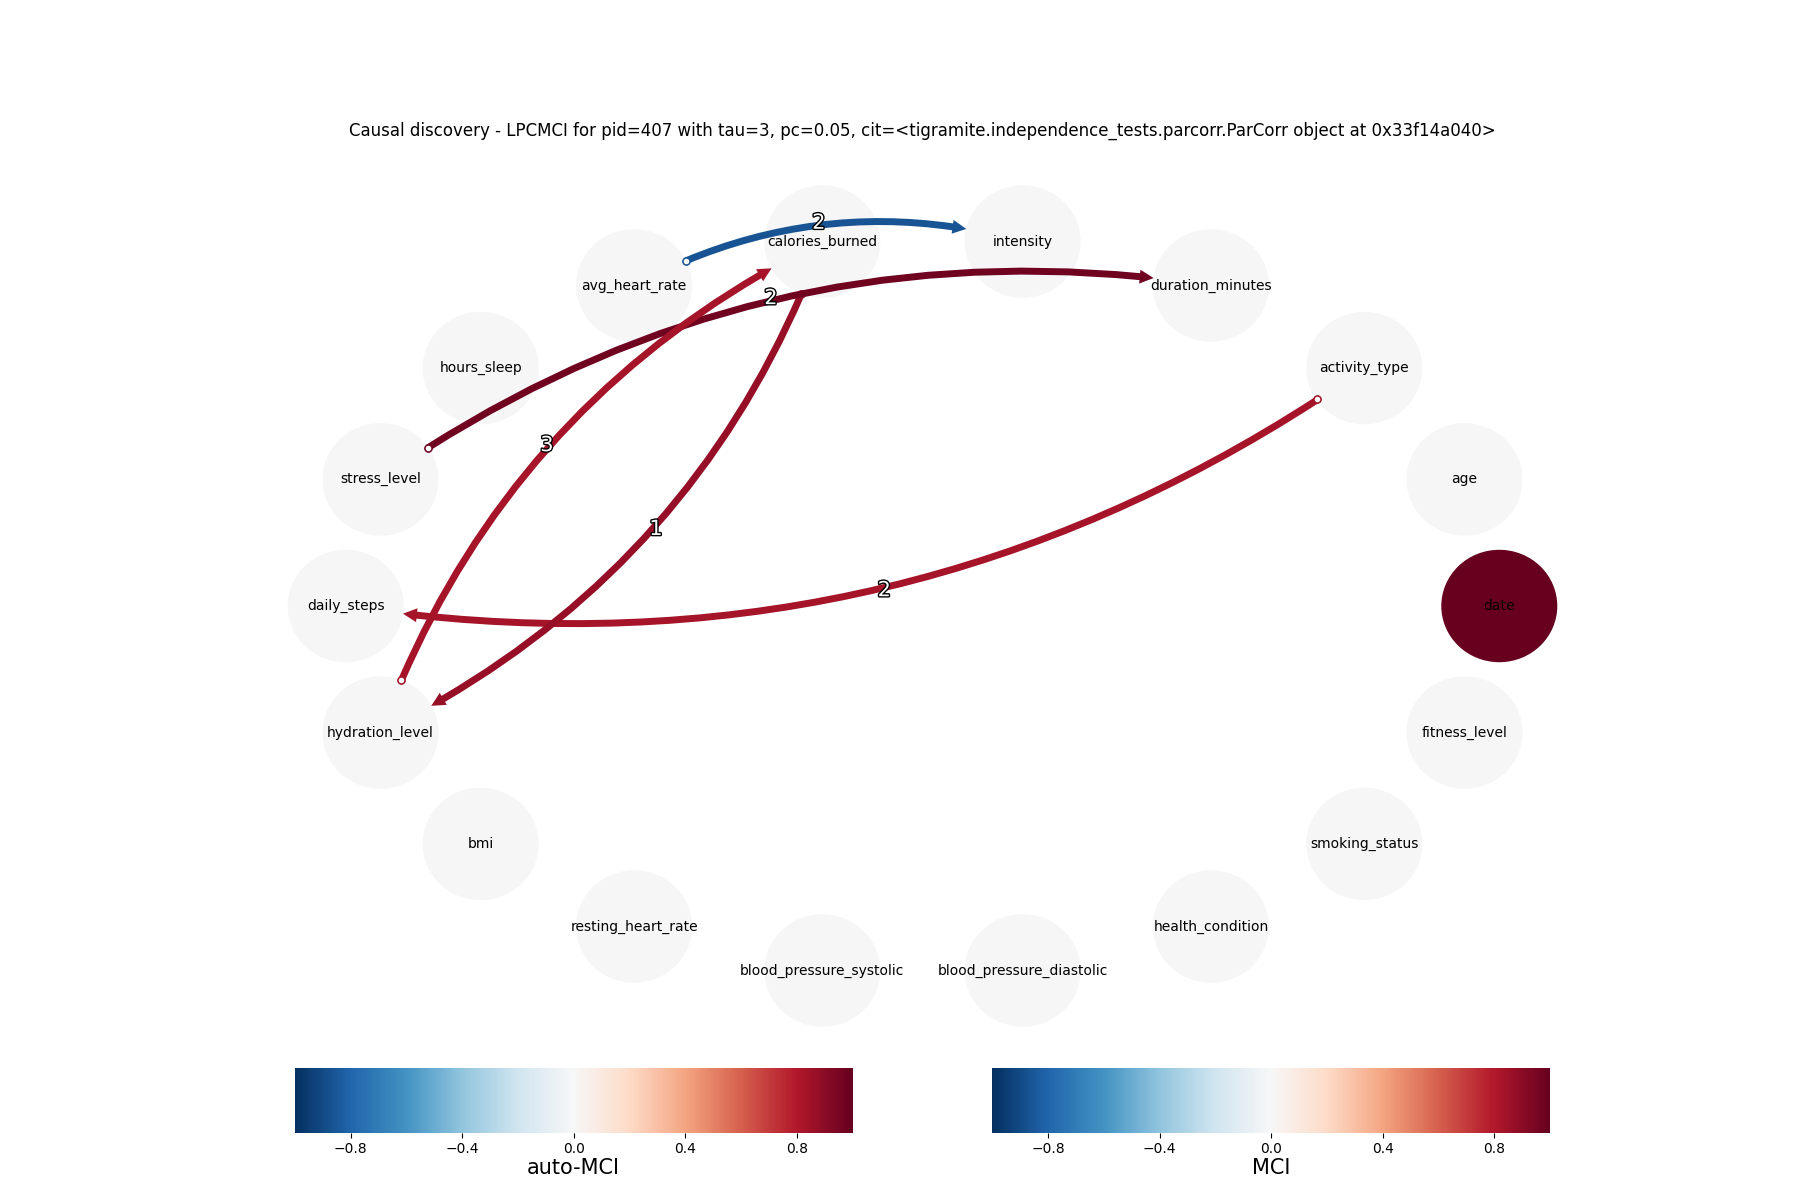 Causal discovery - LPCMCI for pid=407 with tau=3, pc=0.05, cit=<tigramite.independence_tests.parcorr.ParCorr object at 0x33f14a040>
2
calories_burned
intensity
avg_heart_rate
2
duration_minutes
hours_sleep
activity_type
3
stress_level
age
1
2
daily_steps
date
hydration_level
fitness_level
bmi
smoking_status
resting_heart_rate
health_condition
blood_pressure_systolic
blood_pressure_diastolic
−0.8 −0.4 0.0 0.4 0.8
auto-MCI
−0.8 −0.4 0.0 0.4 0.8
MCI